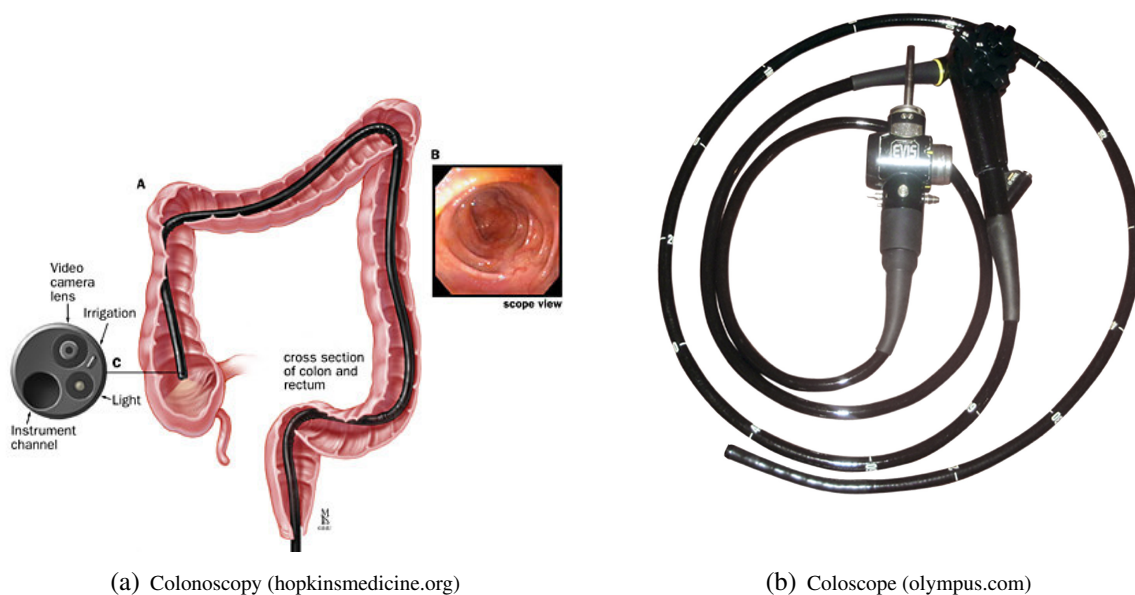 A
B
scope view
Video
camera
lens
Irrigation
C
Light
Instrument
channel
cross section
of colon and
rectum
EVIS
(a) Colonoscopy (hopkinsmedicine.org)
(b) Coloscope (olympus.com)